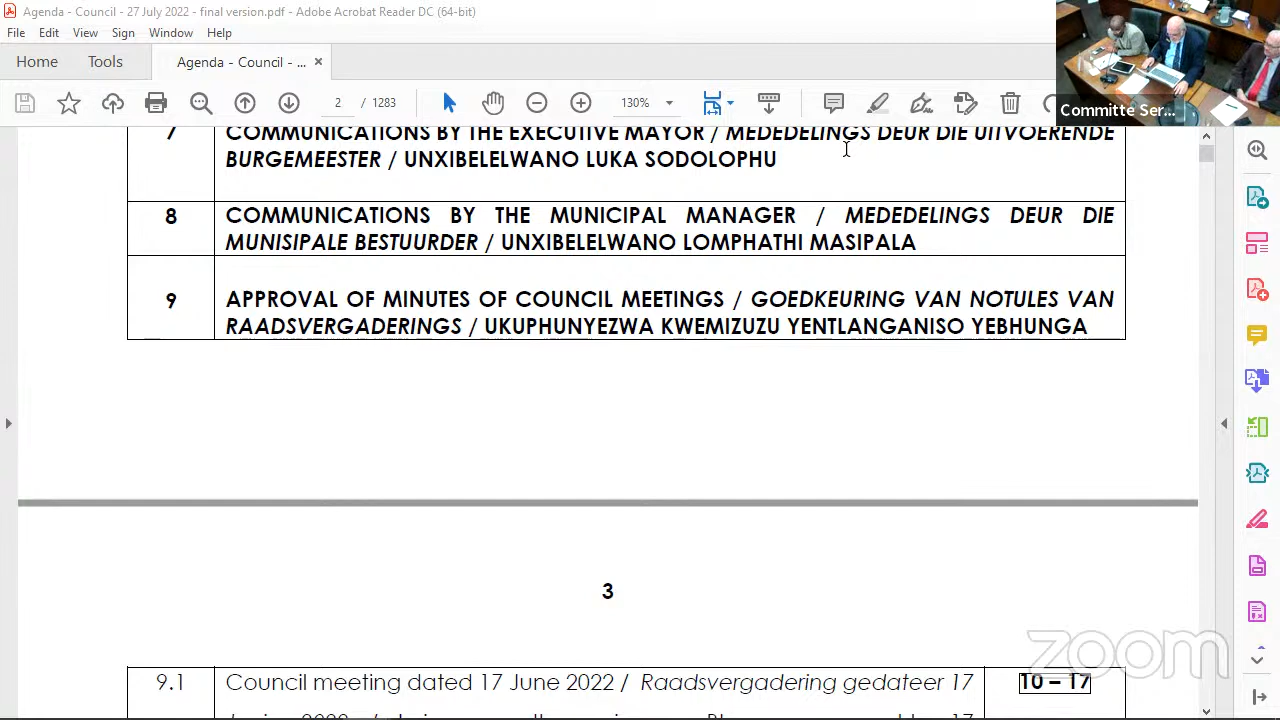 Agenda - Council - 27 July 2022 - final version.pdf - Adobe Acrobat Reader DC (64-bit)
File Edit View Sign Window Help
Home Tools Agenda - Council - ... ×
2 / 1283 130%
Committe Ser...
7 COMMUNICATIONS BY THE EXECUTIVE MAYOR / MEDEDELINGS DEUR DIE UITVOERENDE
BURGEMEESTER / UNXIBELELWANO LUKA SODOLOPHU
8 COMMUNICATIONS BY THE MUNICIPAL MANAGER / MEDEDELINGS DEUR DIE
MUNISIPALE BESTUURDER / UNXIBELELWANO LOMPHATHI MASIPALA
9 APPROVAL OF MINUTES OF COUNCIL MEETINGS / GOEDKEURING VAN NOTULES VAN
RAADSVERGADERINGS / UKUPHUNYEZWA KWEMIZUZU YENTLANGANISO YEBHUNGA
3
zoom
9.1 Council meeting dated 17 June 2022 / Raadsvergadering gedateer 17 10 – 17